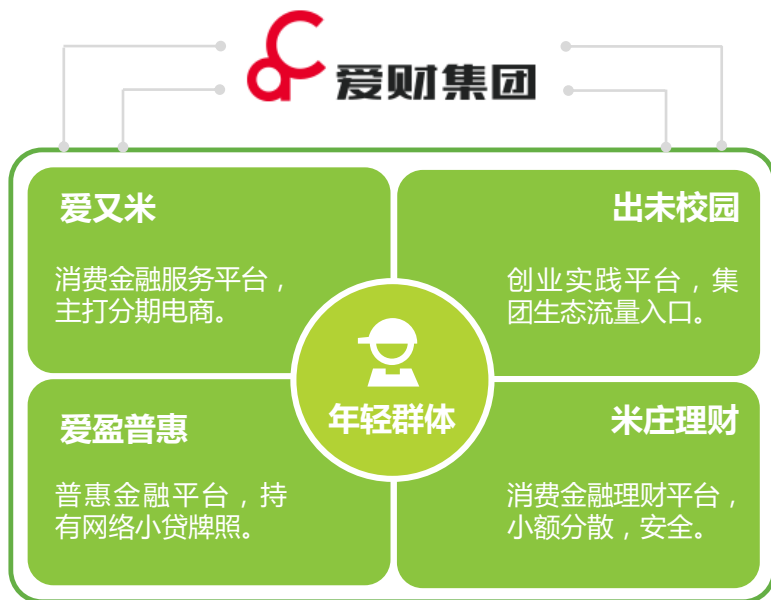 爱财集团
爱又米
消费金融服务平台，
主打分期电商。
出未校园
创业实践平台，集
团生态流量入口。
年轻群体
爱盈普惠
普惠金融平台，持
有网络小贷牌照。
米庄理财
消费金融理财平台，
小额分散，安全。